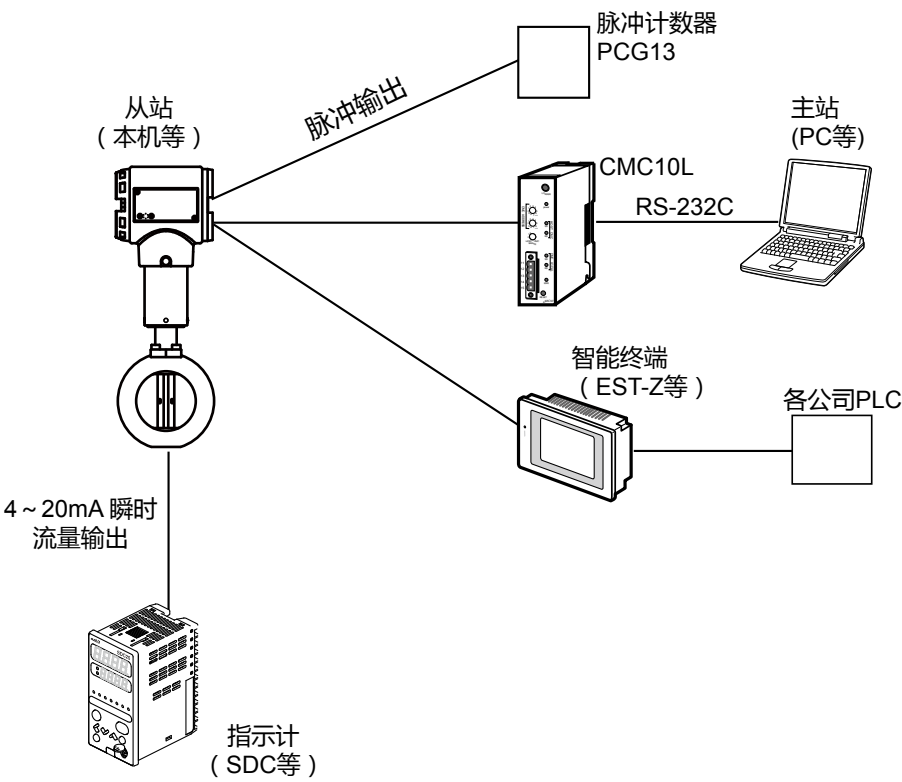 脉冲计数器
PCG13
脉冲输出
从站
（本机等）
主站
(PC等)
CMC10L
RS-232C
智能终端
（EST-Z等）
各公司PLC
4～20mA 瞬时
流量输出
指示计
（SDC等）